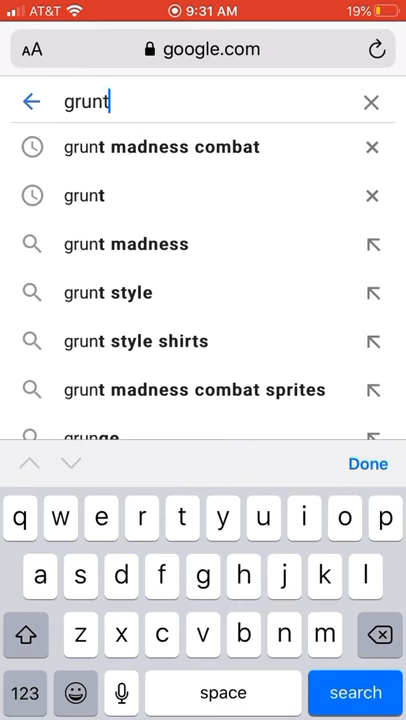 AT&T 9:31 AM 19%
AA google.com
grunt
grunt madness combat
grunt
grunt madness
grunt style
grunt style shirts
grunt madness combat sprites
grunge
Done
q w e r t y u i o p
a s d f g h j k l
z x c v b n m
123 space search